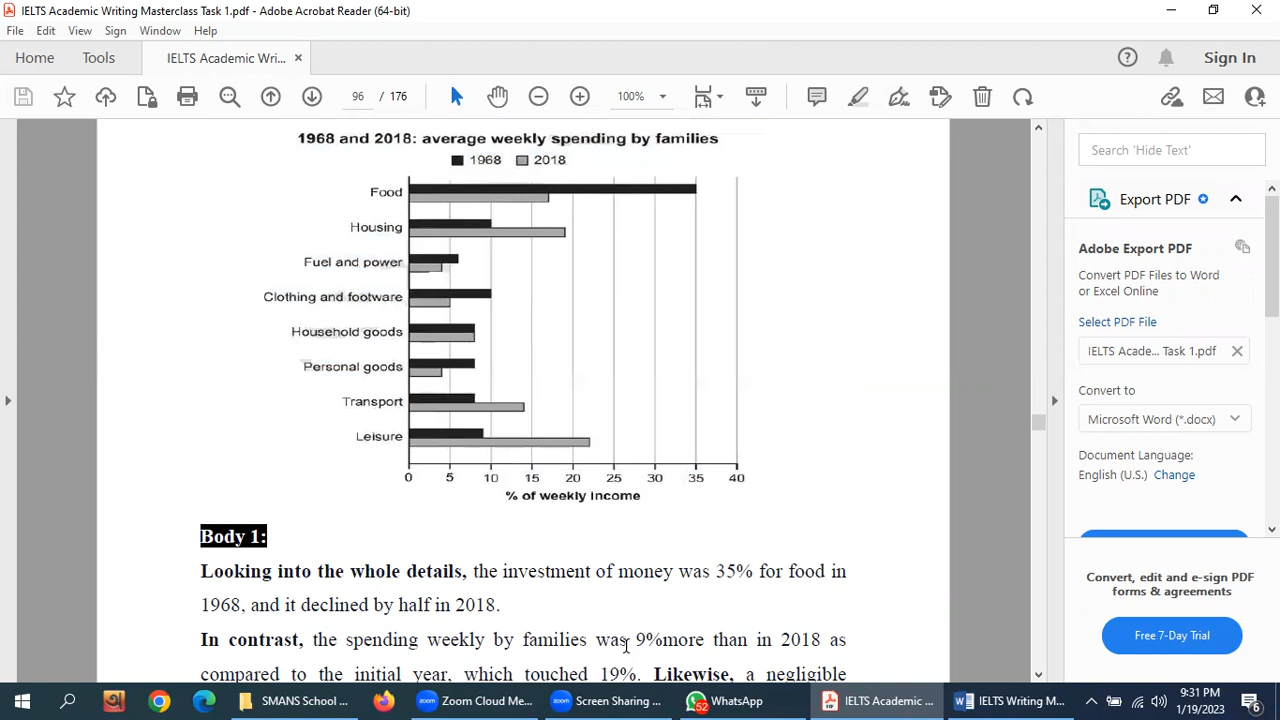 IELTS Academic Writing Masterclass Task 1.pdf - Adobe Acrobat Reader (64-bit)
File Edit View Sign Window Help
Home Tools IELTS Academic Wri... × Sign In
96 / 176 100%
1968 and 2018: average weekly spending by families
1968 2018
Food
Housing
Fuel and power
Clothing and footware
Household goods
Personal goods
Transport
Leisure
0 5 10 15 20 25 30 35 40
% of weekly income
Body 1:
Looking into the whole details, the investment of money was 35% for food in
1968, and it declined by half in 2018.
In contrast, the spending weekly by families was 9%more than in 2018 as
compared to the initial year, which touched 19%. Likewise, a negligible
Search 'Hide Text'
Export PDF
Adobe Export PDF
Convert PDF Files to Word
or Excel Online
Select PDF File
IELTS Acade... Task 1.pdf
Convert to
Microsoft Word (*.docx)
Document Language:
English (U.S.) Change
Convert, edit and e-sign PDF
forms & agreements
Free 7-Day Trial
SMANS School ...
Zoom Cloud Me...
Screen Sharing ...
52
WhatsApp
IELTS Academic ...
IELTS Writing M...
9:31 PM
1/19/2023
6